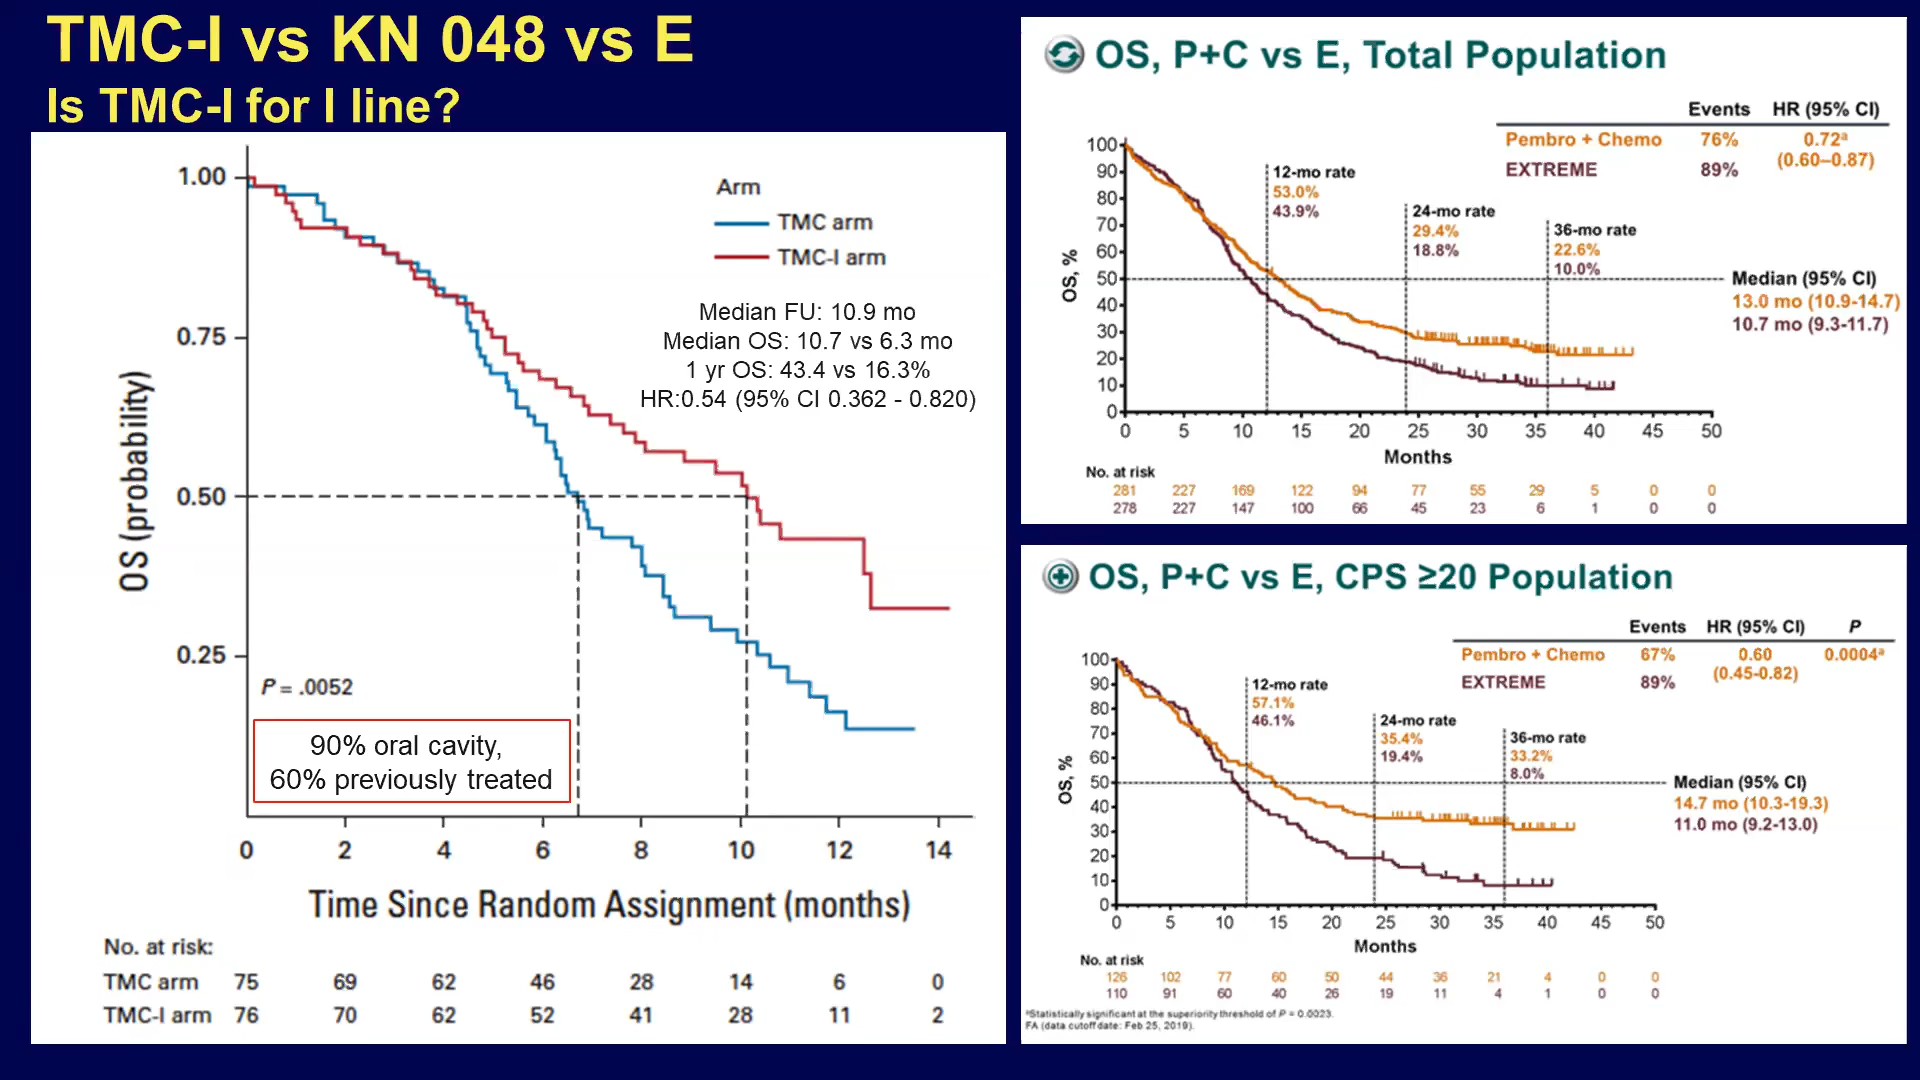 TMC-I vs KN 048 vs E
Is TMC-I for I line?
1.00
0.75
0.50
0.25
OS (probability)
Arm
TMC arm
TMC-I arm
Median FU: 10.9 mo
Median OS: 10.7 vs 6.3 mo
1 yr OS: 43.4 vs 16.3%
HR:0.54 (95% CI 0.362 - 0.820)
P = .0052
90% oral cavity,
60% previously treated
0 2 4 6 8 10 12 14
Time Since Random Assignment (months)
No. at risk:
TMC arm 75 69 62 46 28 14 6 0
TMC-I arm 76 70 62 52 41 28 11 2
OS, P+C vs E, Total Population
Events HR (95% CI)
Pembro + Chemo 76% 0.72ª
(0.60–0.87)
EXTREME 89%
100
90
80
70
60
50
40
30
20
10
0
OS, %
12-mo rate
53.0%
43.9%
24-mo rate
29.4%
18.8%
36-mo rate
22.6%
10.0%
Median (95% CI)
13.0 mo (10.9-14.7)
10.7 mo (9.3-11.7)
0 5 10 15 20 25 30 35 40 45 50
Months
No. at risk
281 227 169 122 94 77 55 29 5 0 0
278 227 147 100 66 45 23 6 1 0 0
OS, P+C vs E, CPS ≥20 Population
Events HR (95% CI) P
Pembro + Chemo 67% 0.60 0.0004ª
(0.45-0.82)
EXTREME 89%
100
90
80
70
60
50
40
30
20
10
0
OS, %
12-mo rate
57.1%
46.1%
24-mo rate
35.4%
19.4%
36-mo rate
33.2%
8.0%
Median (95% CI)
14.7 mo (10.3-19.3)
11.0 mo (9.2-13.0)
0 5 10 15 20 25 30 35 40 45 50
Months
No. at risk
126 102 77 60 50 44 36 21 4 0 0
110 91 60 40 26 19 11 4 1 0 0
ªStatistically significant at the superiority threshold of P = 0.0023.
FA (data cutoff date: Feb 25, 2019).